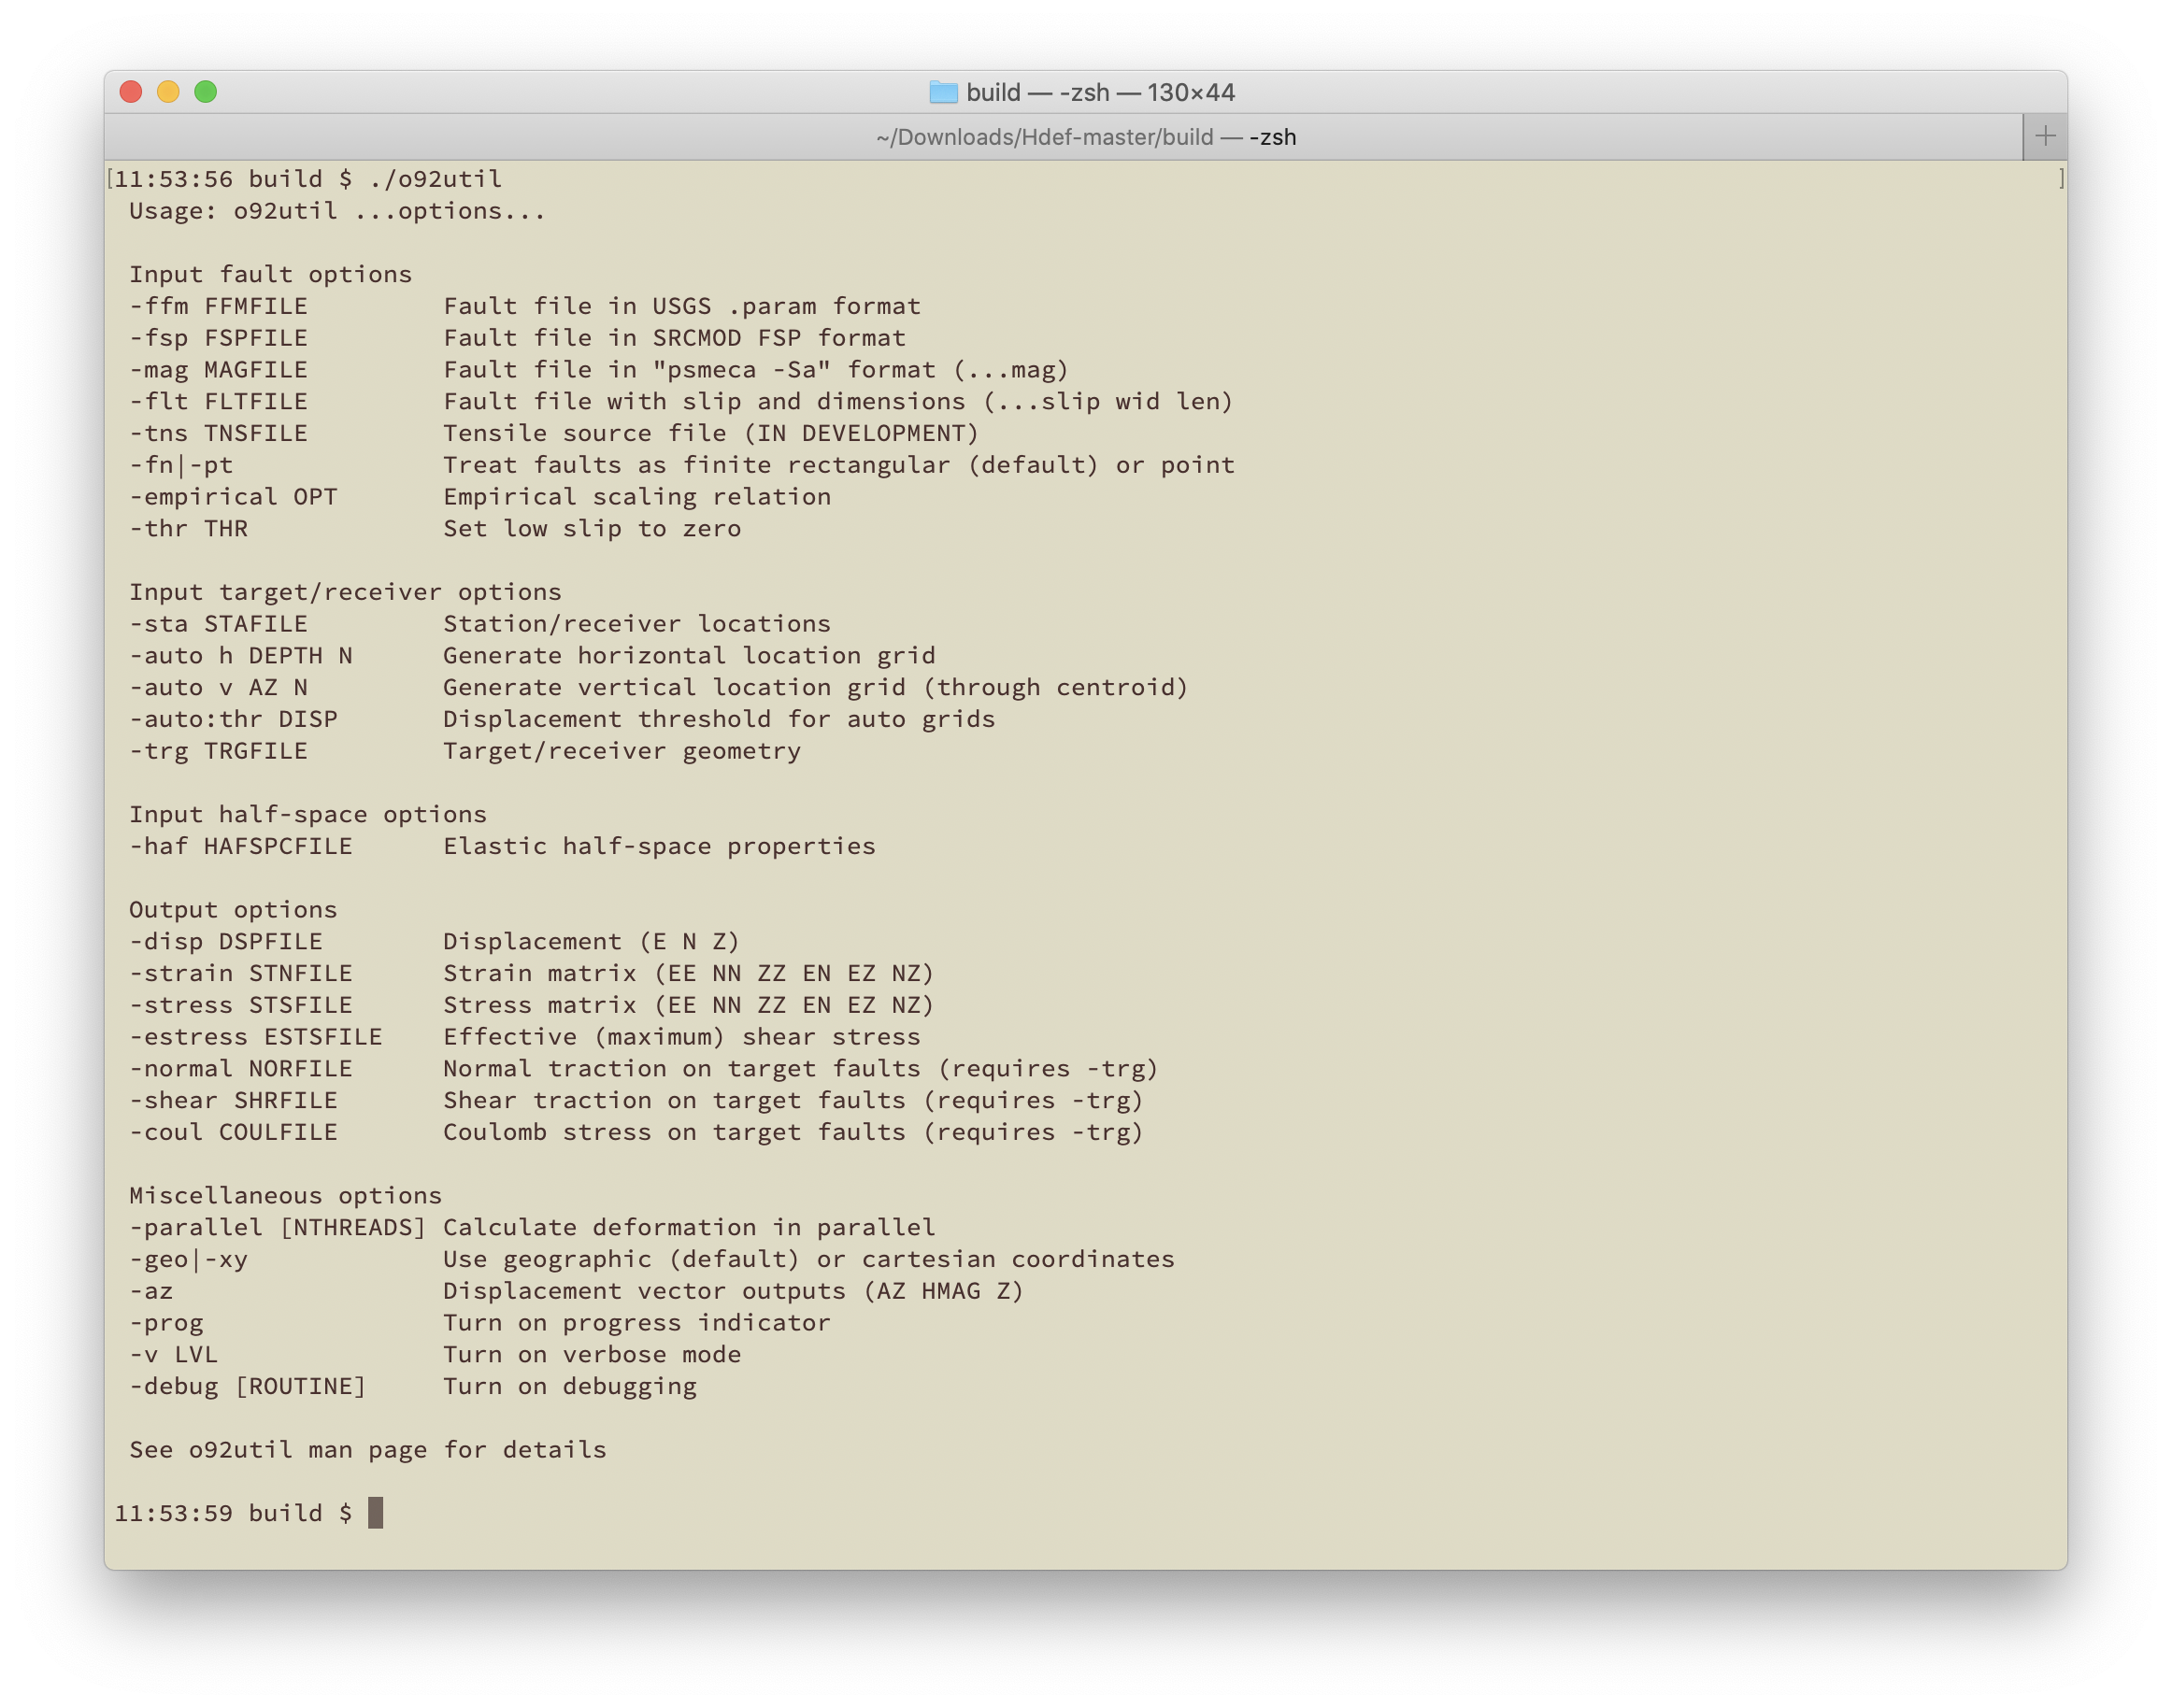 build — -zsh — 130×44
~/Downloads/Hdef-master/build — -zsh
[11:53:56 build $ ./o92util ]
Usage: o92util ...options...
Input fault options
-ffm FFMFILE Fault file in USGS .param format
-fsp FSPFILE Fault file in SRCMOD FSP format
-mag MAGFILE Fault file in "psmeca -Sa" format (...mag)
-flt FLTFILE Fault file with slip and dimensions (...slip wid len)
-tns TNSFILE Tensile source file (IN DEVELOPMENT)
-fn|-pt Treat faults as finite rectangular (default) or point
-empirical OPT Empirical scaling relation
-thr THR Set low slip to zero
Input target/receiver options
-sta STAFILE Station/receiver locations
-auto h DEPTH N Generate horizontal location grid
-auto v AZ N Generate vertical location grid (through centroid)
-auto:thr DISP Displacement threshold for auto grids
-trg TRGFILE Target/receiver geometry
Input half-space options
-haf HAFSPCFILE Elastic half-space properties
Output options
-disp DSPFILE Displacement (E N Z)
-strain STNFILE Strain matrix (EE NN ZZ EN EZ NZ)
-stress STSFILE Stress matrix (EE NN ZZ EN EZ NZ)
-estress ESTSFILE Effective (maximum) shear stress
-normal NORFILE Normal traction on target faults (requires -trg)
-shear SHRFILE Shear traction on target faults (requires -trg)
-coul COULFILE Coulomb stress on target faults (requires -trg)
Miscellaneous options
-parallel [NTHREADS] Calculate deformation in parallel
-geo|-xy Use geographic (default) or cartesian coordinates
-az Displacement vector outputs (AZ HMAG Z)
-prog Turn on progress indicator
-v LVL Turn on verbose mode
-debug [ROUTINE] Turn on debugging
See o92util man page for details
11:53:59 build $